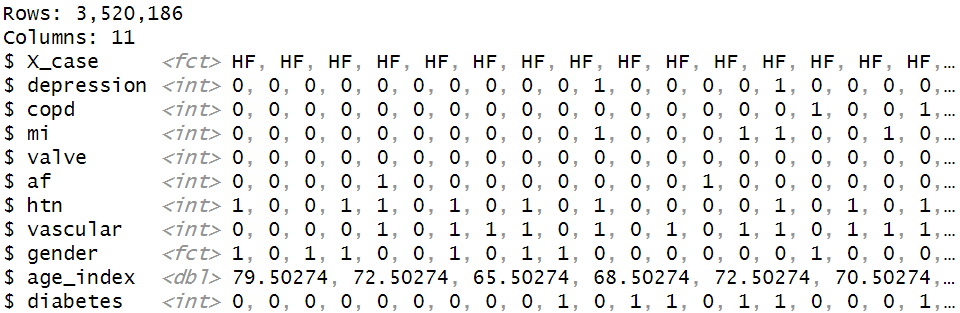 Rows: 3,520,186
Columns: 11
$ X_case     <fct> HF, HF, HF, HF, HF, HF, HF, HF, HF, HF, HF, HF, HF, HF, HF,…
$ depression <int> 0, 0, 0, 0, 0, 0, 0, 0, 0, 1, 0, 0, 0, 0, 1, 0, 0, 0, 0,…
$ copd       <int> 0, 0, 0, 0, 0, 0, 0, 0, 0, 0, 0, 0, 0, 0, 0, 1, 0, 0, 1,…
$ mi         <int> 0, 0, 0, 0, 0, 0, 0, 0, 0, 1, 0, 0, 0, 1, 1, 0, 0, 1, 0,…
$ valve      <int> 0, 0, 0, 0, 0, 0, 0, 0, 0, 0, 0, 0, 0, 0, 0, 0, 0, 0, 0,…
$ af         <int> 0, 0, 0, 0, 1, 0, 0, 0, 0, 0, 0, 0, 1, 0, 0, 0, 0, 0, 0,…
$ htn        <int> 1, 0, 0, 1, 1, 0, 1, 0, 1, 0, 1, 0, 0, 0, 0, 1, 0, 1, 0, 1,…
$ vascular   <int> 0, 0, 0, 0, 1, 0, 1, 1, 1, 0, 1, 0, 1, 0, 1, 1, 0, 1, 1, 1,…
$ gender     <fct> 1, 0, 1, 1, 0, 0, 1, 0, 1, 1, 0, 0, 0, 0, 0, 1, 0, 0, 0,…
$ age_index  <dbl> 79.50274, 72.50274, 65.50274, 68.50274, 72.50274, 70.50274,…
$ diabetes   <int> 0, 0, 0, 0, 0, 0, 0, 0, 0, 1, 0, 1, 1, 0, 1, 1, 0, 0, 0, 1,…